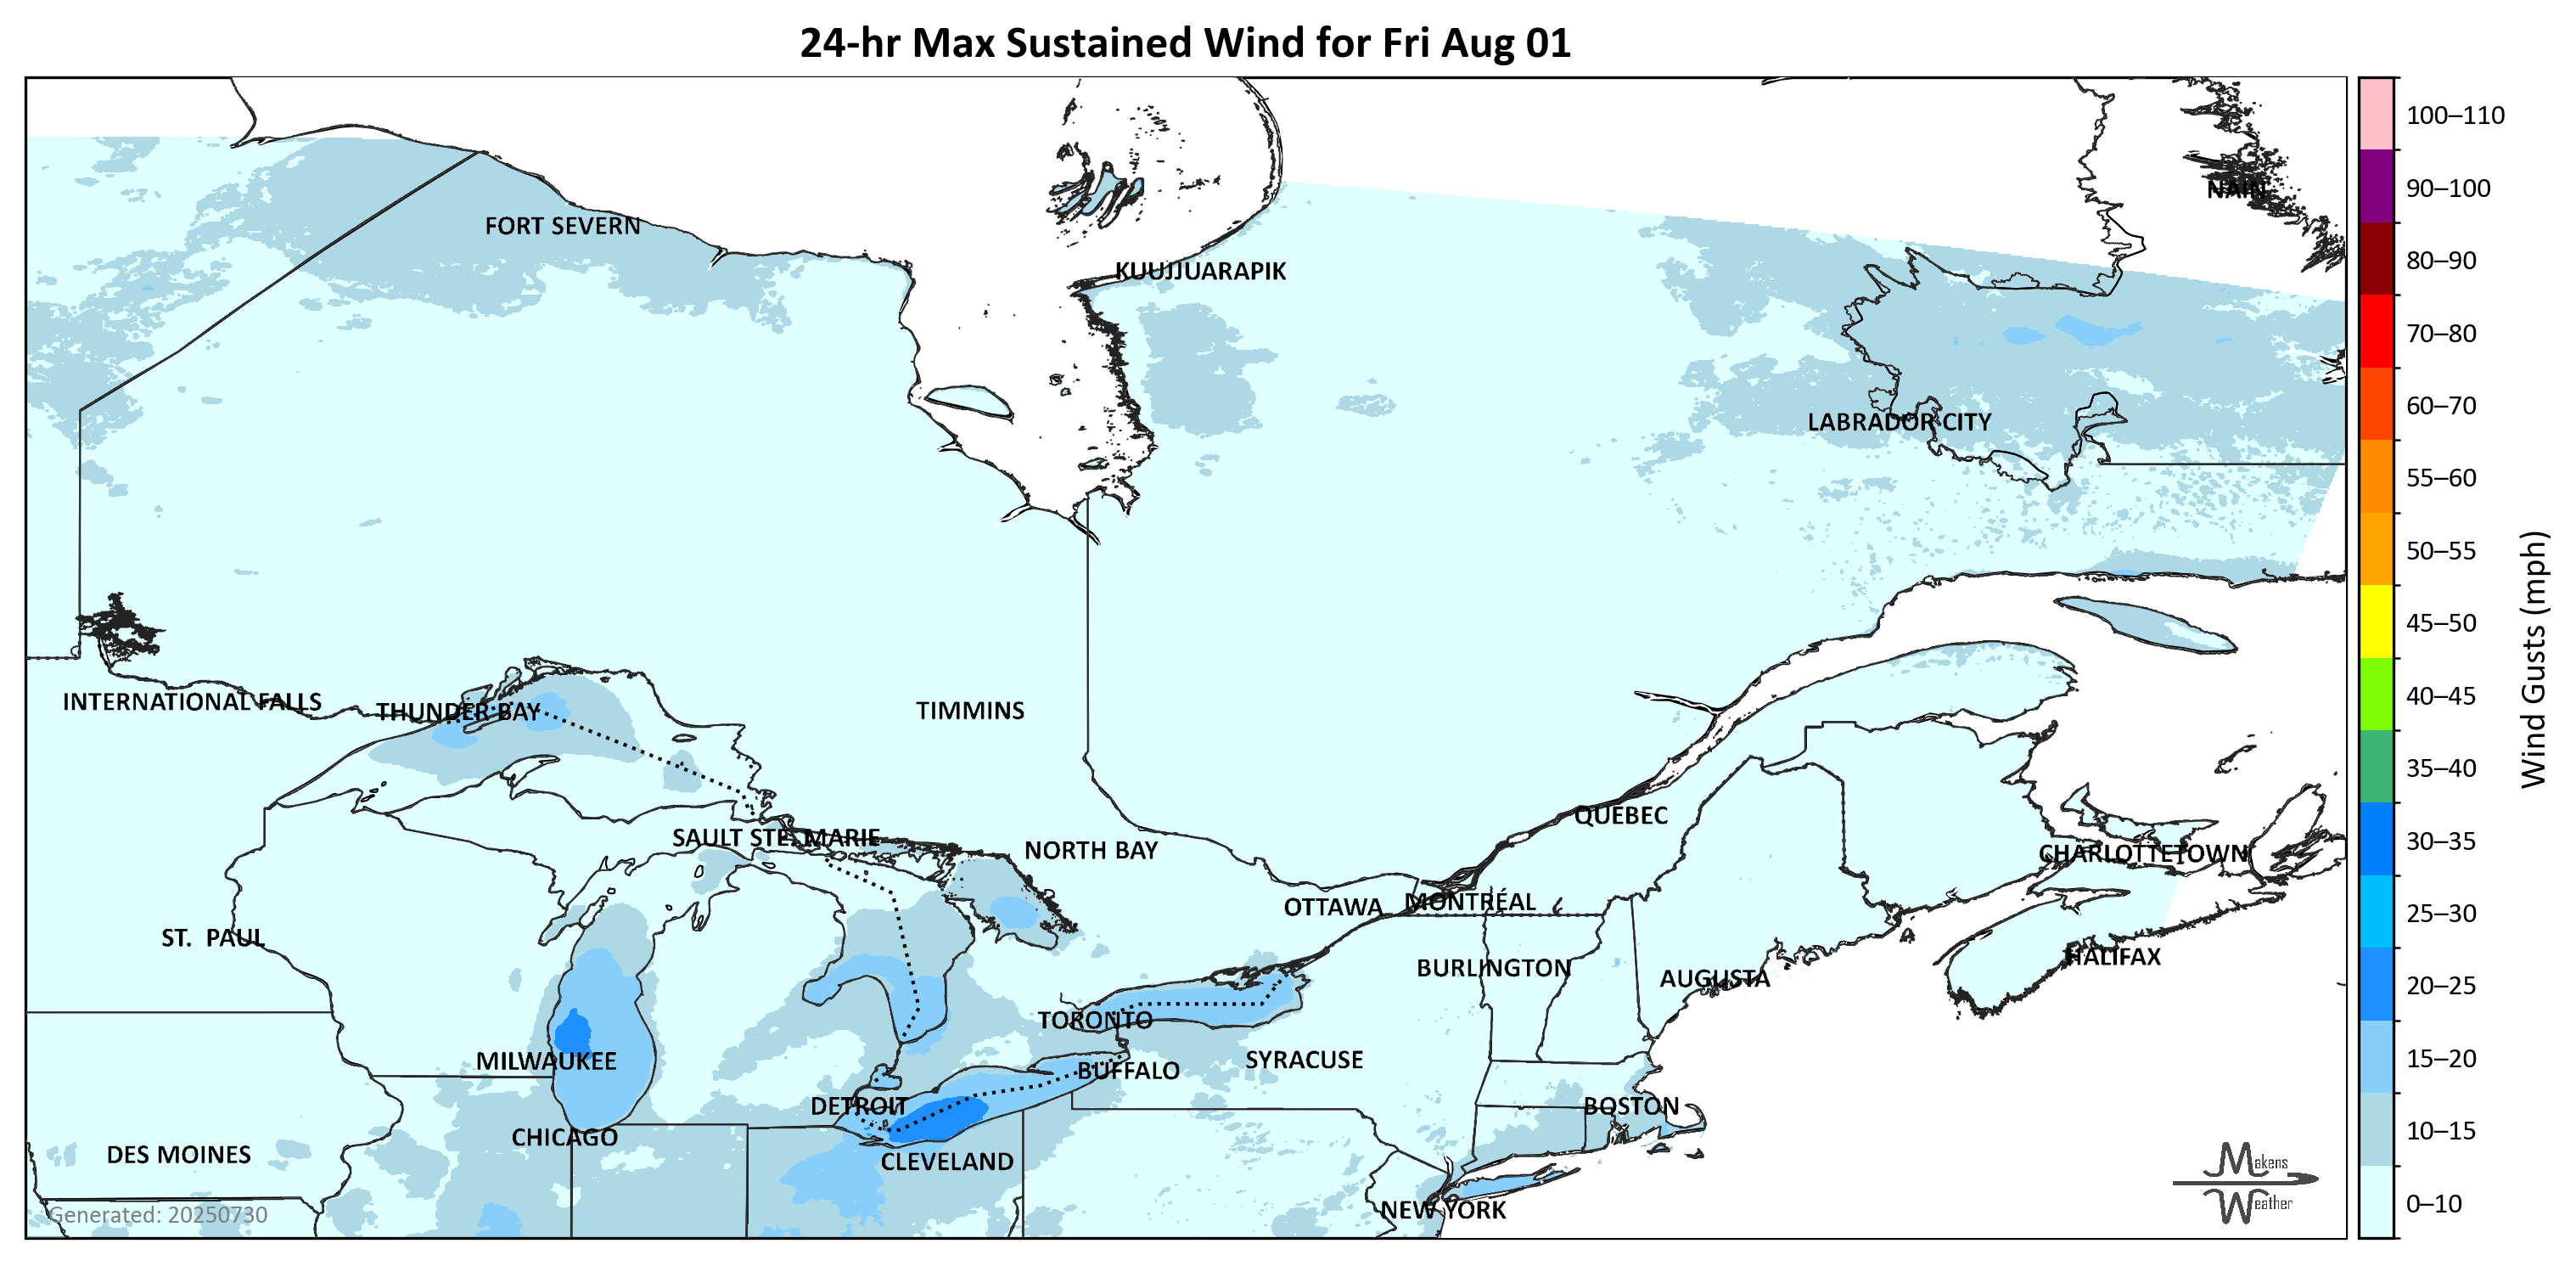 24-hr Max Sustained Wind for Fri Aug 01
100–110
90–100
80–90
70–80
60–70
55–60
50–55
45–50
40–45
35–40
30–35
25–30
20–25
15–20
10–15
0–10
Wind Gusts (mph)
NAIN
FORT SEVERN
KUUJJUARAPIK
LABRADOR CITY
INTERNATIONAL FALLS
THUNDER BAY
TIMMINS
QUEBEC
SAULT STE. MARIE
NORTH BAY
CHARLOTTETOWN
OTTAWA
MONTRÉAL
ST. PAUL
HALIFAX
BURLINGTON
AUGUSTA
TORONTO
MILWAUKEE
SYRACUSE
BUFFALO
DETROIT
BOSTON
CHICAGO
DES MOINES
CLEVELAND
NEW YORK
Makens
Weather
Generated: 20250730